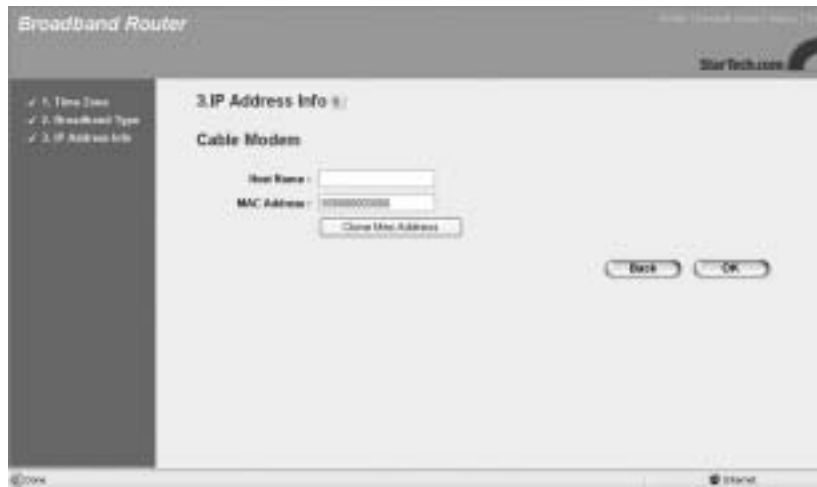 Broadband Router
StarTech.com
✓ 1. Time Zone
✓ 2. Broadband Type
✓ 3. IP Address Info
3.IP Address Info
Cable Modem
Host Name :
MAC Address : 000000000000
Clone Mac Address
Back
OK
Done
Internet